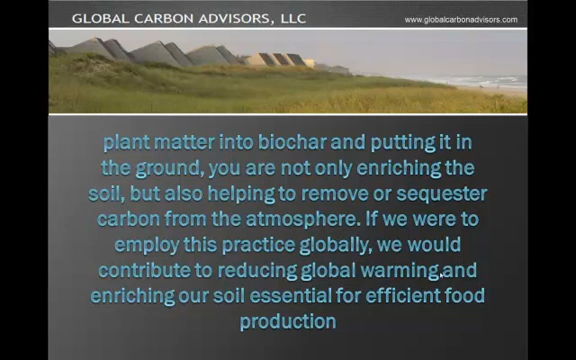 GLOBAL CARBON ADVISORS, LLC
www.globalcarbonadvisors.com
plant matter into biochar and putting it in
the ground, you are not only enriching the
soil, but also helping to remove or sequester
carbon from the atmosphere. If we were to
employ this practice globally, we would
contribute to reducing global warming and
enriching our soil essential for efficient food
production